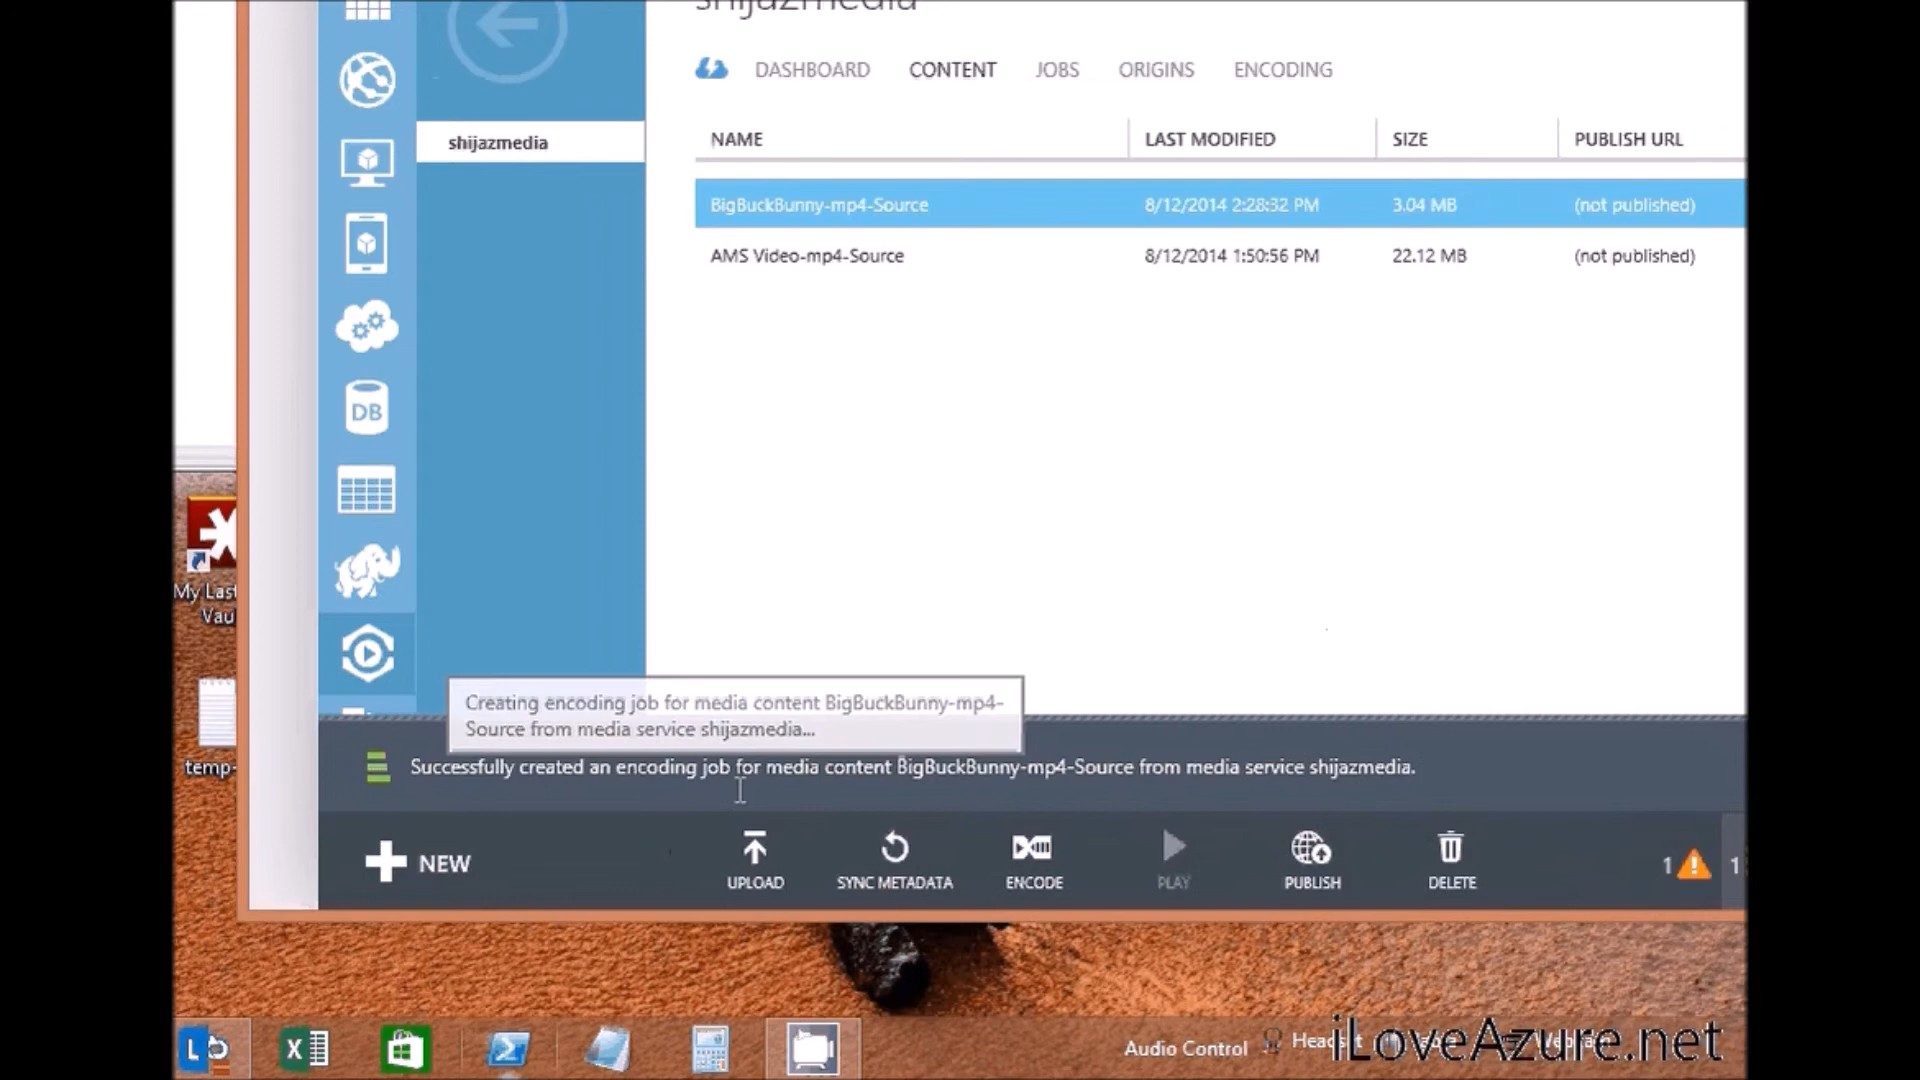 shijazmedia
DASHBOARD CONTENT JOBS ORIGINS ENCODING
shijazmedia
NAME LAST MODIFIED SIZE PUBLISH URL
BigBuckBunny-mp4-Source 8/12/2014 2:28:32 PM 3.04 MB (not published)
AMS Video-mp4-Source 8/12/2014 1:50:56 PM 22.12 MB (not published)
DB
My Last
Vau
temp-
Creating encoding job for media content BigBuckBunny-mp4-
Source from media service shijazmedia...
Successfully created an encoding job for media content BigBuckBunny-mp4-Source from media service shijazmedia.
NEW
UPLOAD SYNC METADATA ENCODE PLAY PUBLISH DELETE
1 1
Audio Control
iLoveAzure.net